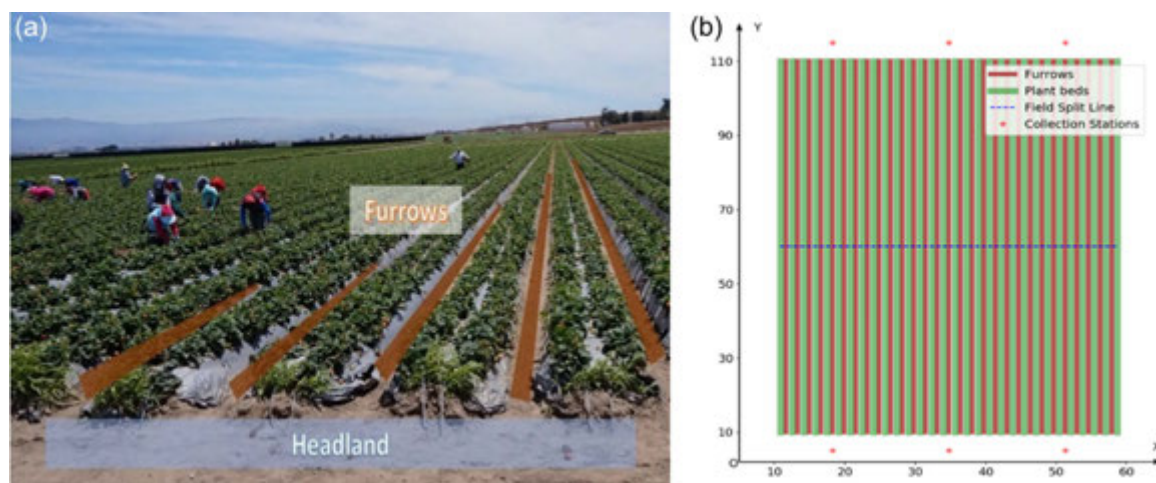 (a)
Furrows
Headland
(b)
Y
110
90
70
50
30
10
O
10
20
30
40
50
60
X
Furrows
Plant beds
Field Split Line
Collection Stations